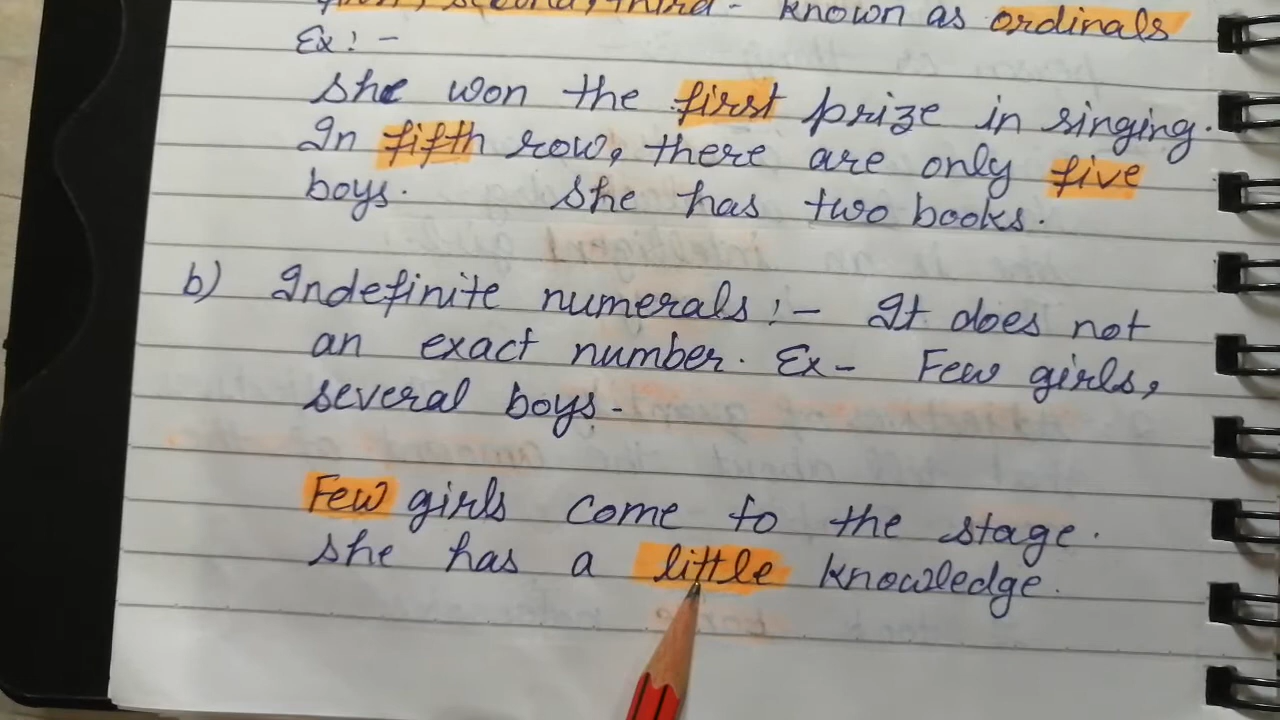 second, third - known as ordinals
Ex: -
She won the first prize in singing.
In fifth row, there are only five
boys. She has two books.
b) Indefinite numerals: - It does not
an exact number. Ex - Few girls,
several boys -
Few girls come to the stage.
She has a little knowledge.